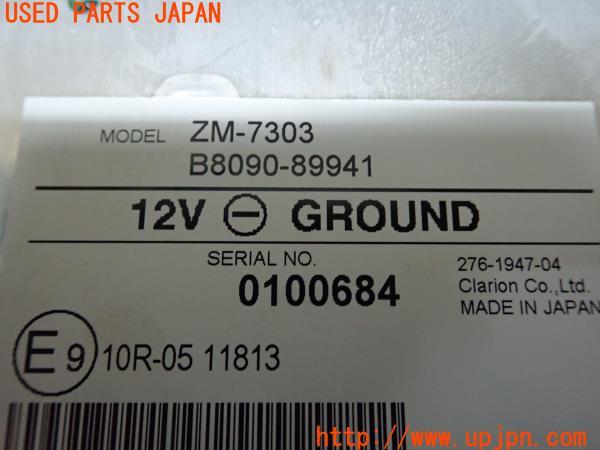 USED PARTS JAPAN
MODEL ZM-7303
B8090-89941
12V ⊖ GROUND
SERIAL NO.
0100684
276-1947-04
Clarion Co.,Ltd.
MADE IN JAPAN
E9 10R-05 11813
www.upjpn.com